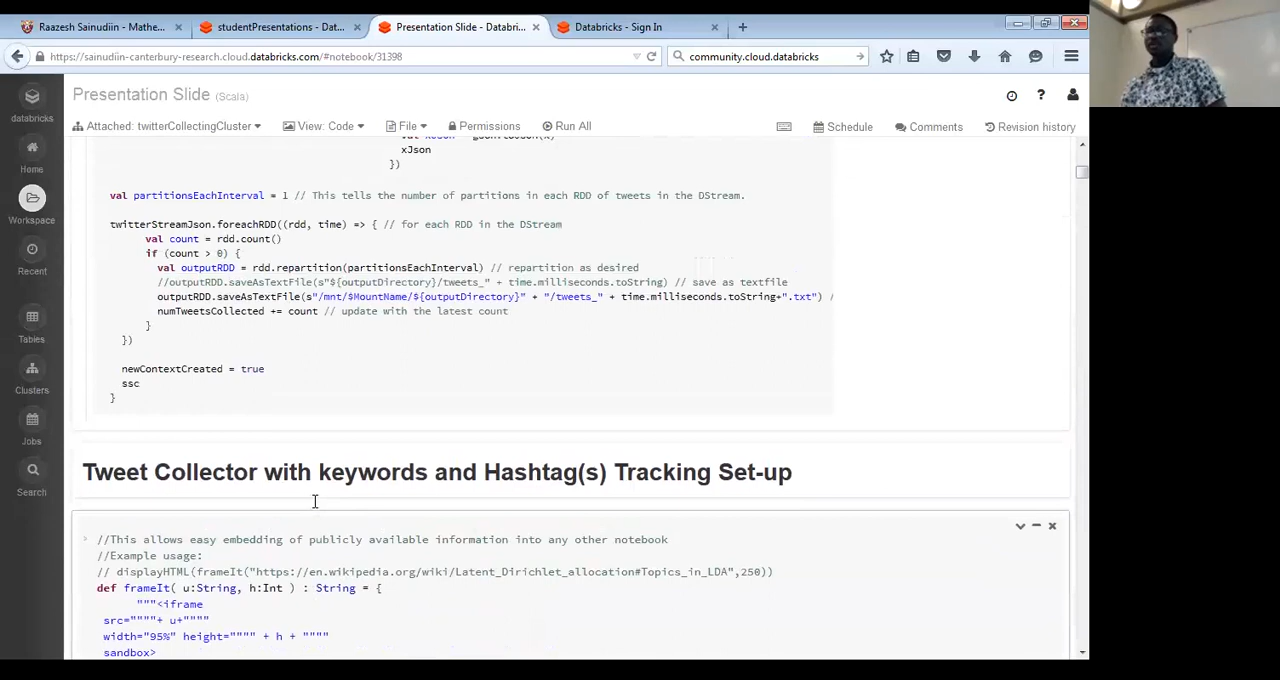 Raazesh Sainudiin - Mathe...
studentPresentations - Dat...
Presentation Slide - Databri...
Databricks - Sign In
https://sainudiin-canterbury-research.cloud.databricks.com/#notebook/31398
community.cloud.databricks
databricks
Home
Workspace
Recent
Tables
Clusters
Jobs
Search
Presentation Slide (Scala)
Attached: twitterCollectingCluster
View: Code
File
Permissions
Run All
Schedule
Comments
Revision history
xJson
})
val partitionsEachInterval = 1 // This tells the number of partitions in each RDD of tweets in the DStream.
twitterStreamJson.foreachRDD((rdd, time) => { // for each RDD in the DStream
val count = rdd.count()
if (count > 0) {
val outputRDD = rdd.repartition(partitionsEachInterval) // repartition as desired
//outputRDD.saveAsTextFile(s"${outputDirectory}/tweets_" + time.milliseconds.toString) // save as textfile
outputRDD.saveAsTextFile(s"/mnt/$MountName/${outputDirectory}" + "/tweets_" + time.milliseconds.toString+".txt") /
numTweetsCollected += count // update with the latest count
}
})
newContextCreated = true
ssc
}
Tweet Collector with keywords and Hashtag(s) Tracking Set-up
//This allows easy embedding of publicly available information into any other notebook
//Example usage:
// displayHTML(frameIt("https://en.wikipedia.org/wiki/Latent_Dirichlet_allocation#Topics_in_LDA",250))
def frameIt( u:String, h:Int ) : String = {
"""<iframe
src=""""+ u+""""
width="95%" height="""" + h + """"
sandbox>